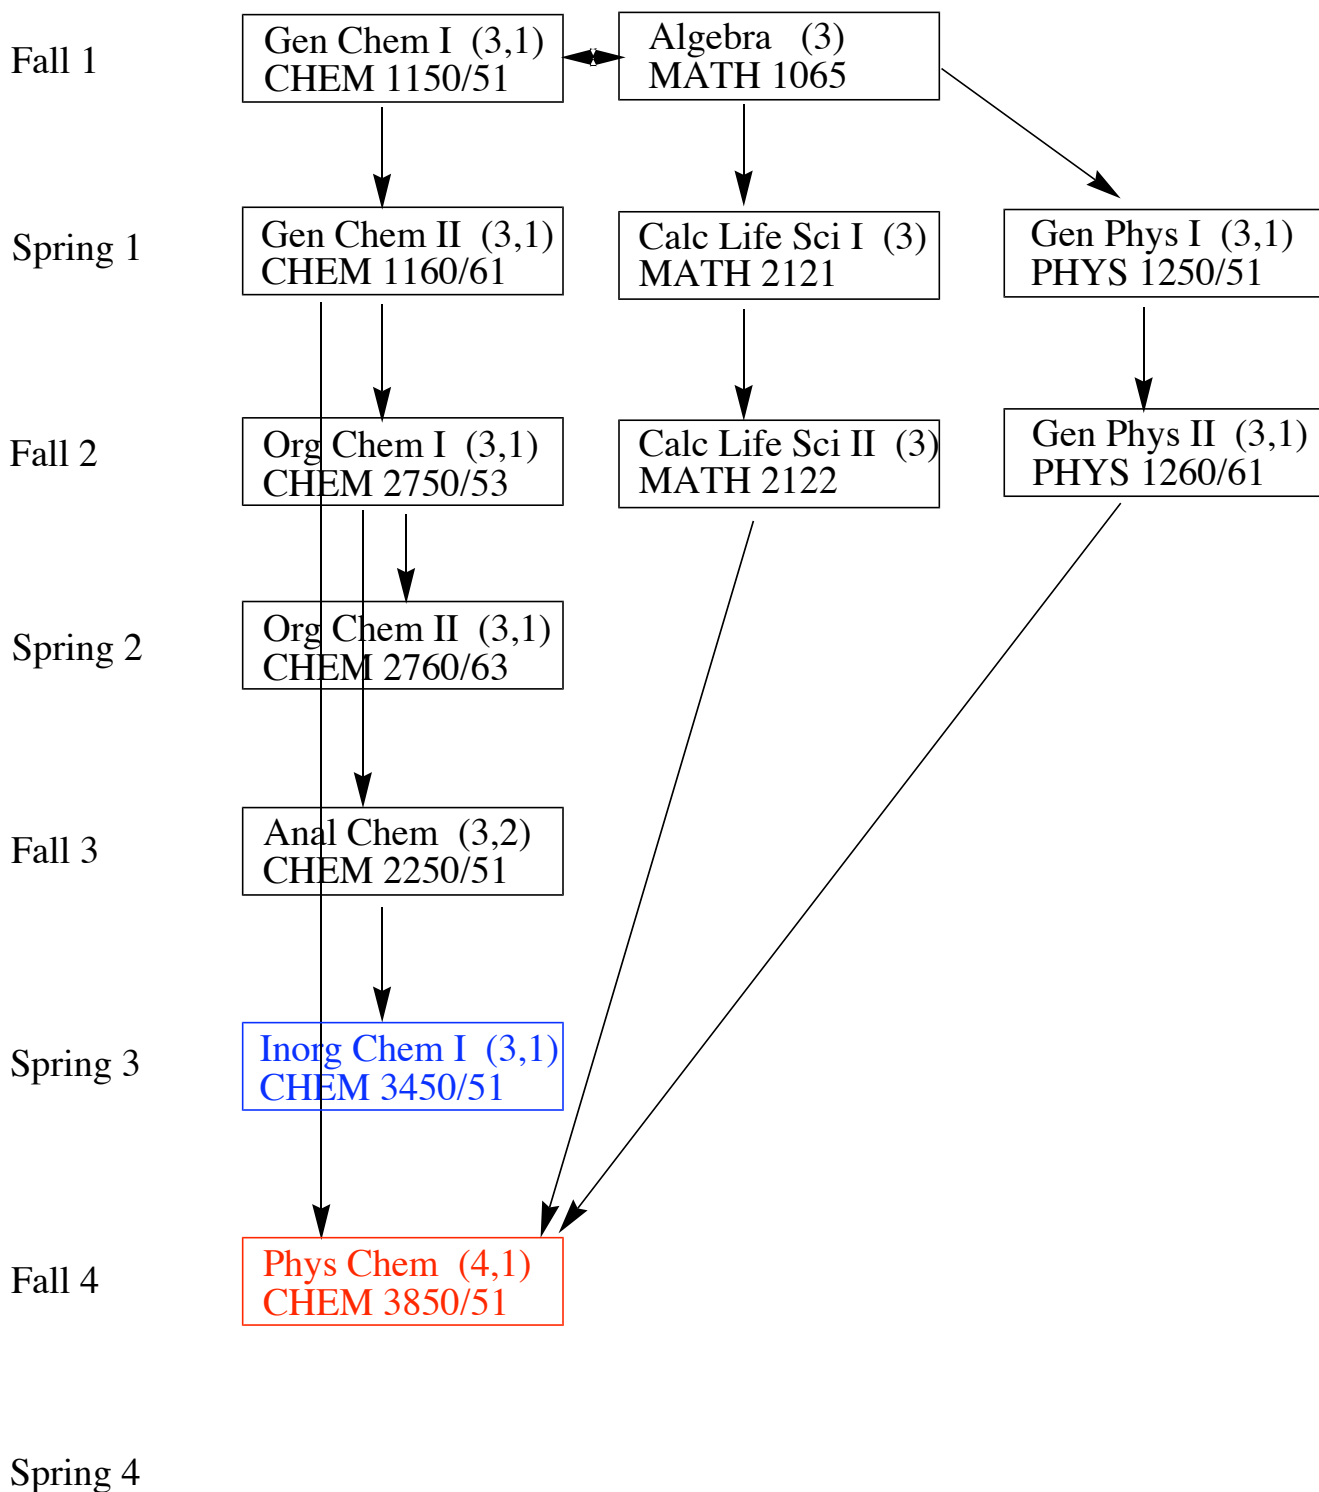 Fall 1
Gen Chem I (3,1)
CHEM 1150/51
Algebra (3)
MATH 1065
Spring 1
Gen Chem II (3,1)
CHEM 1160/61
Calc Life Sci I (3)
MATH 2121
Gen Phys I (3,1)
PHYS 1250/51
Fall 2
Org Chem I (3,1)
CHEM 2750/53
Calc Life Sci II (3)
MATH 2122
Gen Phys II (3,1)
PHYS 1260/61
Spring 2
Org Chem II (3,1)
CHEM 2760/63
Fall 3
Anal Chem (3,2)
CHEM 2250/51
Spring 3
Inorg Chem I (3,1)
CHEM 3450/51
Fall 4
Phys Chem (4,1)
CHEM 3850/51
Spring 4